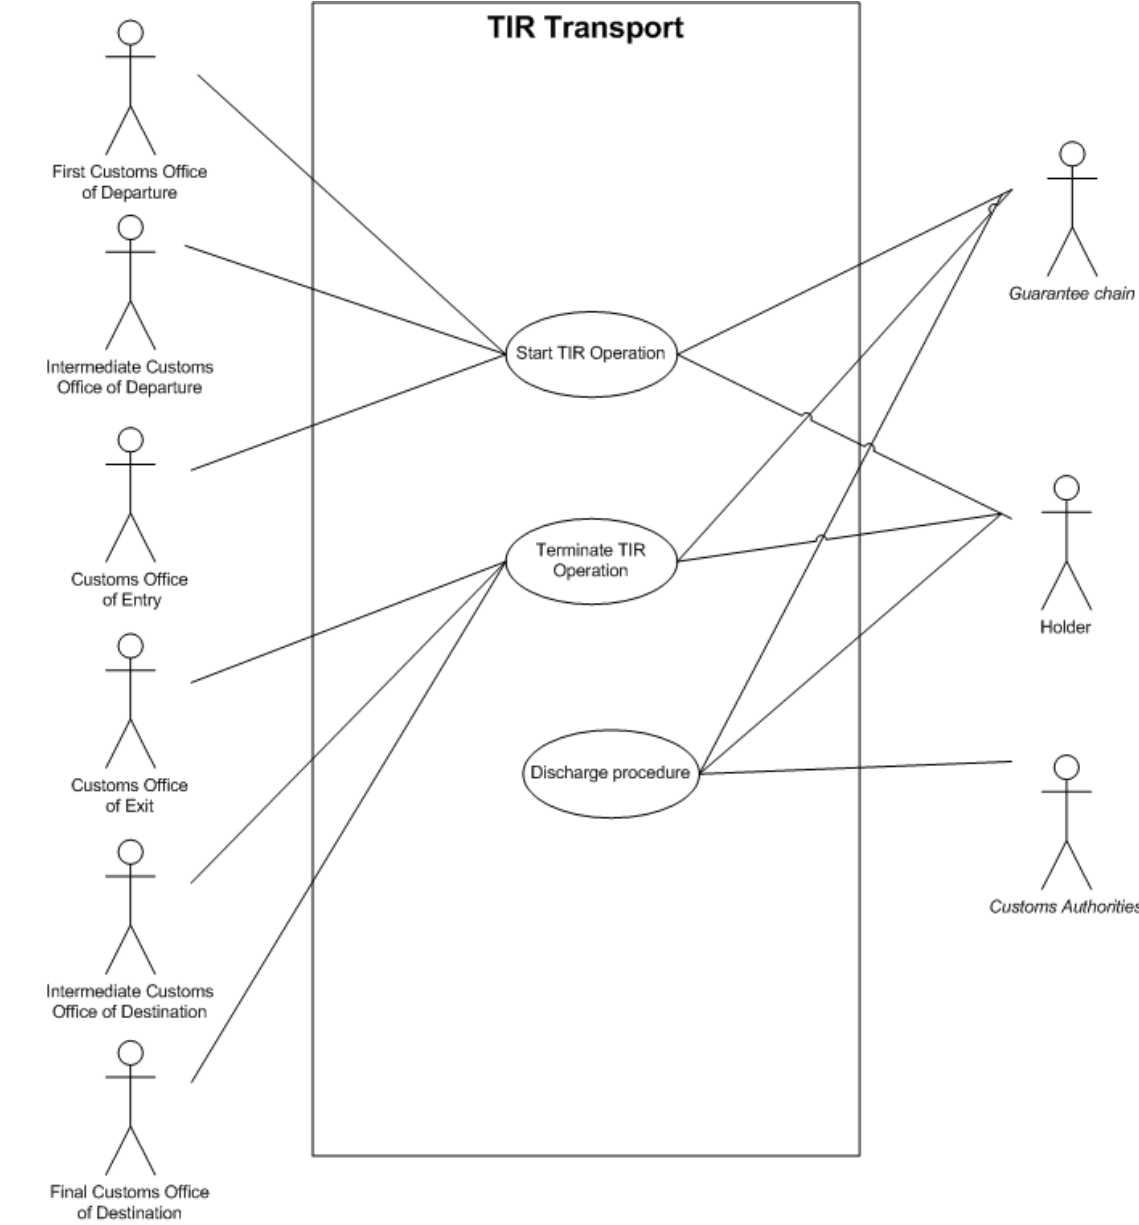 TIR Transport
First Customs Office
of Departure
Intermediate Customs
Office of Departure
Customs Office
of Entry
Customs Office
of Exit
Intermediate Customs
Office of Destination
Final Customs Office
of Destination
Start TIR Operation
Terminate TIR
Operation
Discharge procedure
Guarantee chain
Holder
Customs Authorities